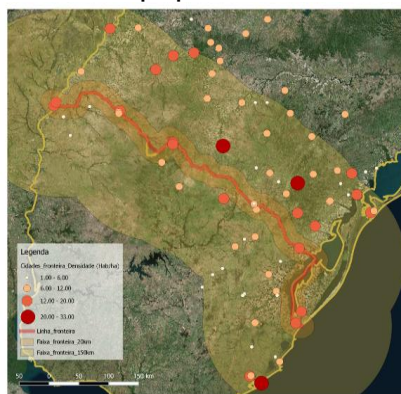 Legenda
Cidades_fronteira_Densidade (Hab/ha)
1.00 - 6.00
6.00 - 12.00
12.00 - 20.00
20.00 - 33.00
Linha_fronteira
Faixa_fronteira_20km
Faixa_fronteira_150km
50 0 50 100 150 km